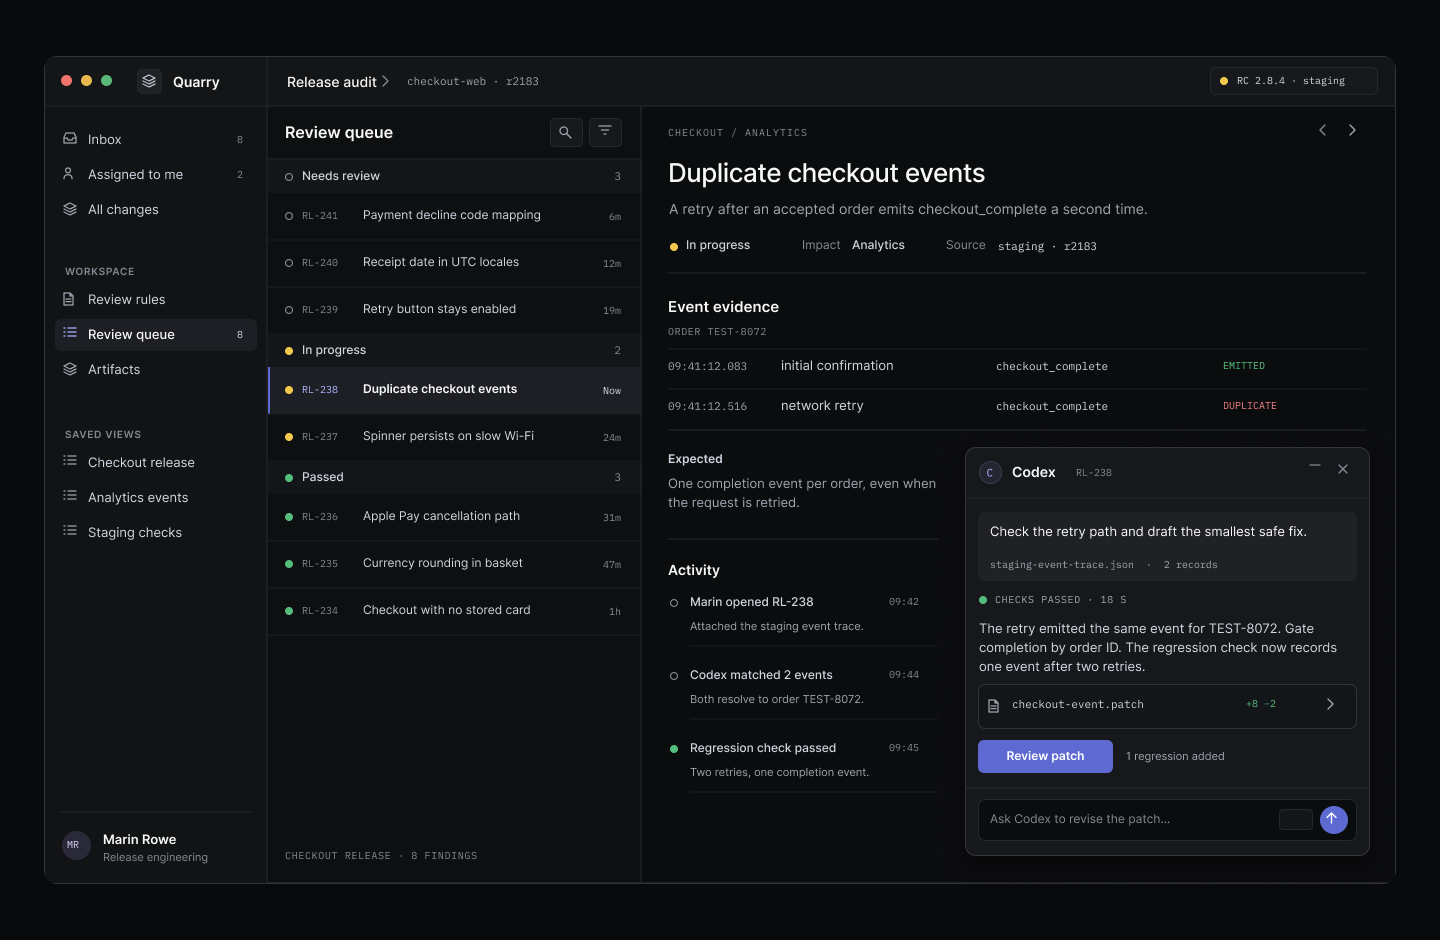 Quarry
Release audit
checkout-web · r2183
RC 2.8.4 · staging
Inbox 8
Assigned to me 2
All changes
WORKSPACE
Review rules
Review queue 8
Artifacts
SAVED VIEWS
Checkout release
Analytics events
Staging checks
MR
Marin Rowe
Release engineering
Review queue
Needs review 3
RL-241 Payment decline code mapping 6m
RL-240 Receipt date in UTC locales 12m
RL-239 Retry button stays enabled 19m
In progress 2
RL-238 Duplicate checkout events Now
RL-237 Spinner persists on slow Wi-Fi 24m
Passed 3
RL-236 Apple Pay cancellation path 31m
RL-235 Currency rounding in basket 47m
RL-234 Checkout with no stored card 1h
CHECKOUT RELEASE · 8 FINDINGS
CHECKOUT / ANALYTICS
Duplicate checkout events
A retry after an accepted order emits checkout_complete a second time.
In progress Impact Analytics Source staging · r2183
Event evidence
ORDER TEST-8072
09:41:12.083 initial confirmation checkout_complete EMITTED
09:41:12.516 network retry checkout_complete DUPLICATE
Expected
One completion event per order, even when
the request is retried.
Activity
Marin opened RL-238 09:42
Attached the staging event trace.
Codex matched 2 events 09:44
Both resolve to order TEST-8072.
Regression check passed 09:45
Two retries, one completion event.
C Codex RL-238
Check the retry path and draft the smallest safe fix.
staging-event-trace.json · 2 records
CHECKS PASSED · 18 S
The retry emitted the same event for TEST-8072. Gate
completion by order ID. The regression check now records
one event after two retries.
checkout-event.patch +8 −2
Review patch 1 regression added
Ask Codex to revise the patch…